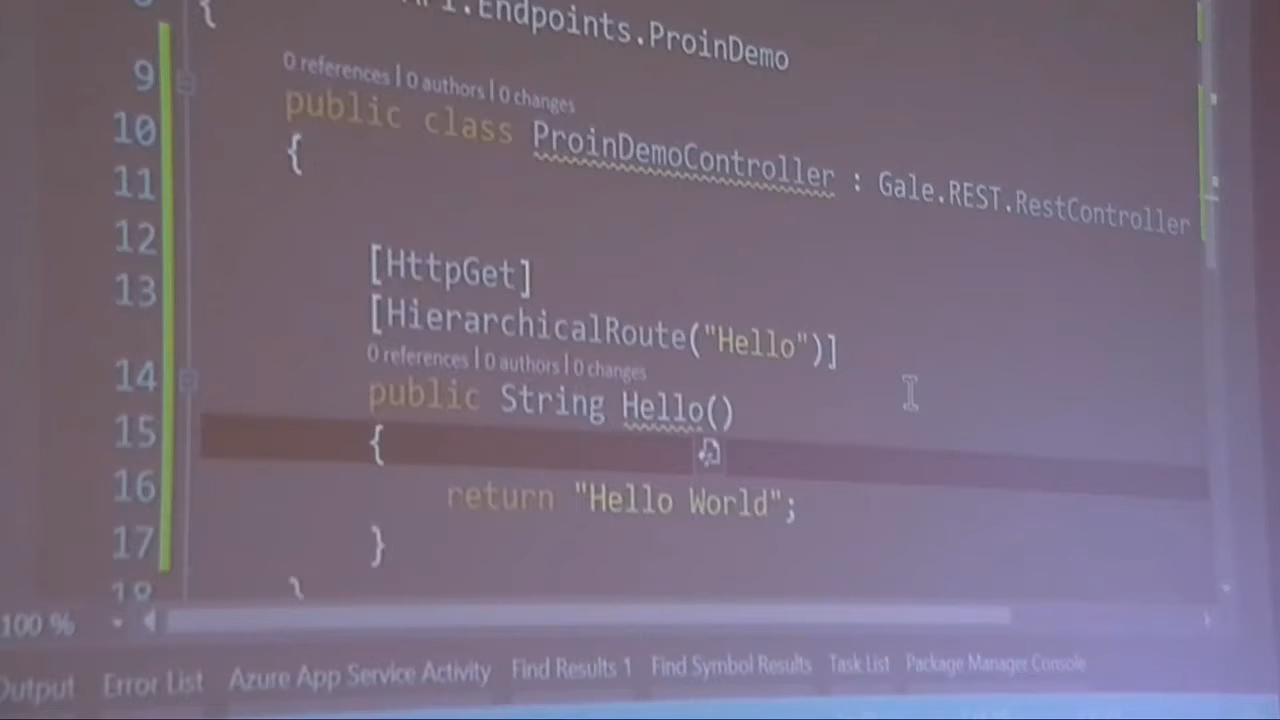 {
.Endpoints.ProinDemo
9
0 references | 0 authors | 0 changes
public class ProinDemoController : Gale.REST.RestController
10
{
11
12
[HttpGet]
13
[HierarchicalRoute("Hello")]
0 references | 0 authors | 0 changes
14
public String Hello()
15
{
16
return "Hello World";
17
}
18
}
100 %
Output Error List Azure App Service Activity Find Results 1 Find Symbol Results Task List Package Manager Console